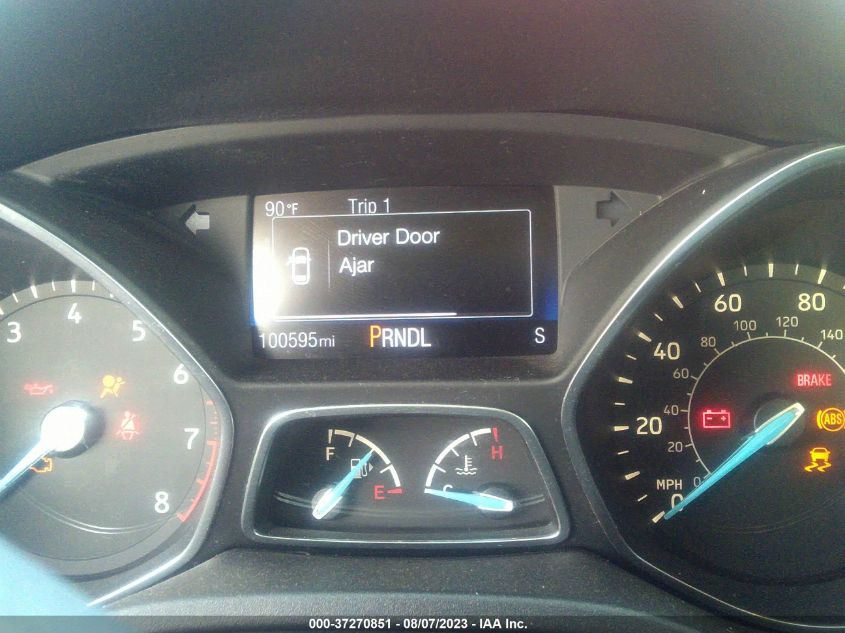 90°F Trip 1
Driver Door
Ajar
100595mi PRNDL S
3 4 5 6 7 8
F E
C H
MPH 0 20 40 60 80
0 20 40 60 80 100 120 140
BRAKE
ABS
000-37270851 - 08/07/2023 - IAA Inc.